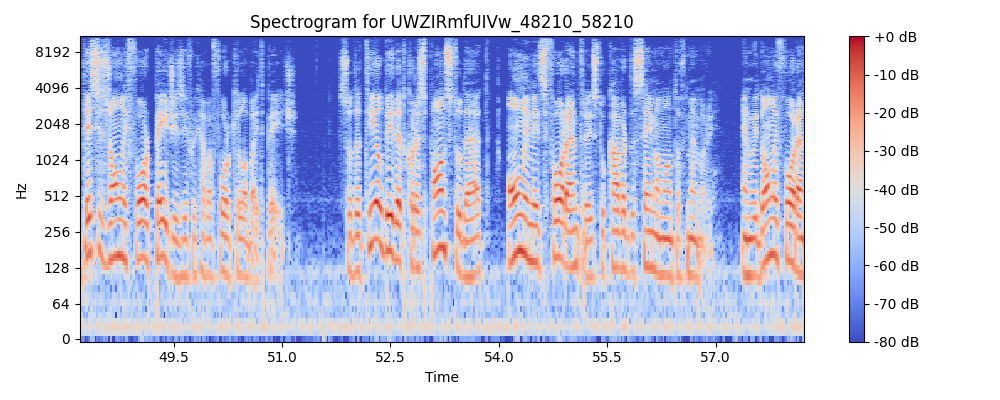 Spectrogram for UWZIRmfUIVw_48210_58210
Hz
8192
4096
2048
1024
512
256
128
64
0
49.5 51.0 52.5 54.0 55.5 57.0
Time
+0 dB
-10 dB
-20 dB
-30 dB
-40 dB
-50 dB
-60 dB
-70 dB
-80 dB